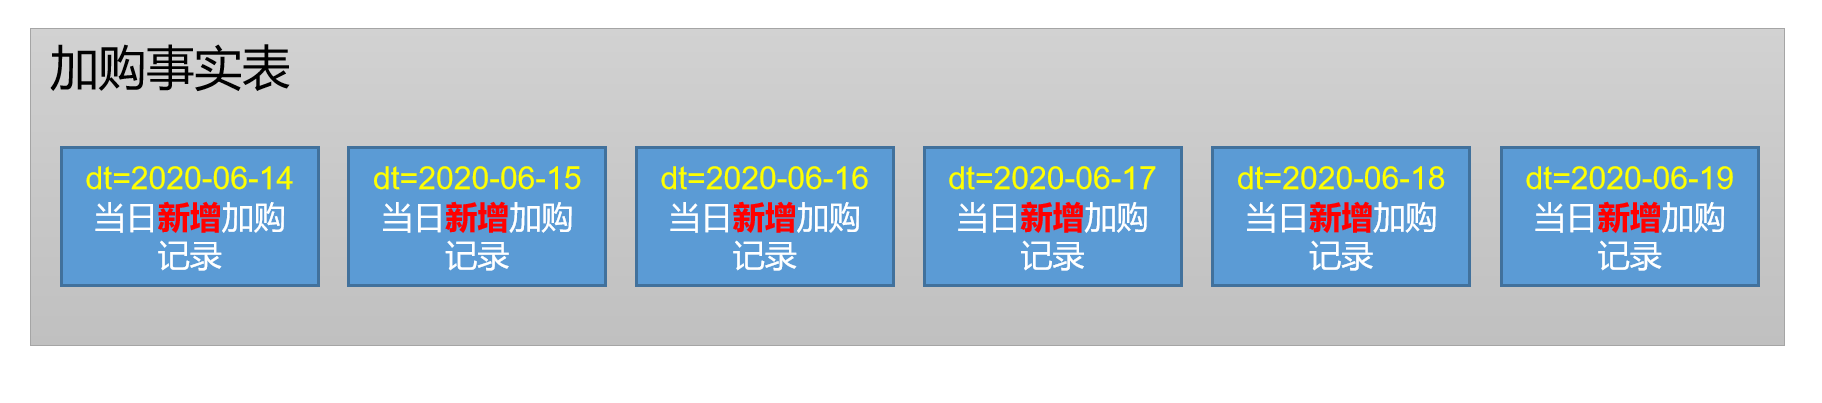 加购事实表
dt=2020-06-14
当日新增加购
记录
dt=2020-06-15
当日新增加购
记录
dt=2020-06-16
当日新增加购
记录
dt=2020-06-17
当日新增加购
记录
dt=2020-06-18
当日新增加购
记录
dt=2020-06-19
当日新增加购
记录